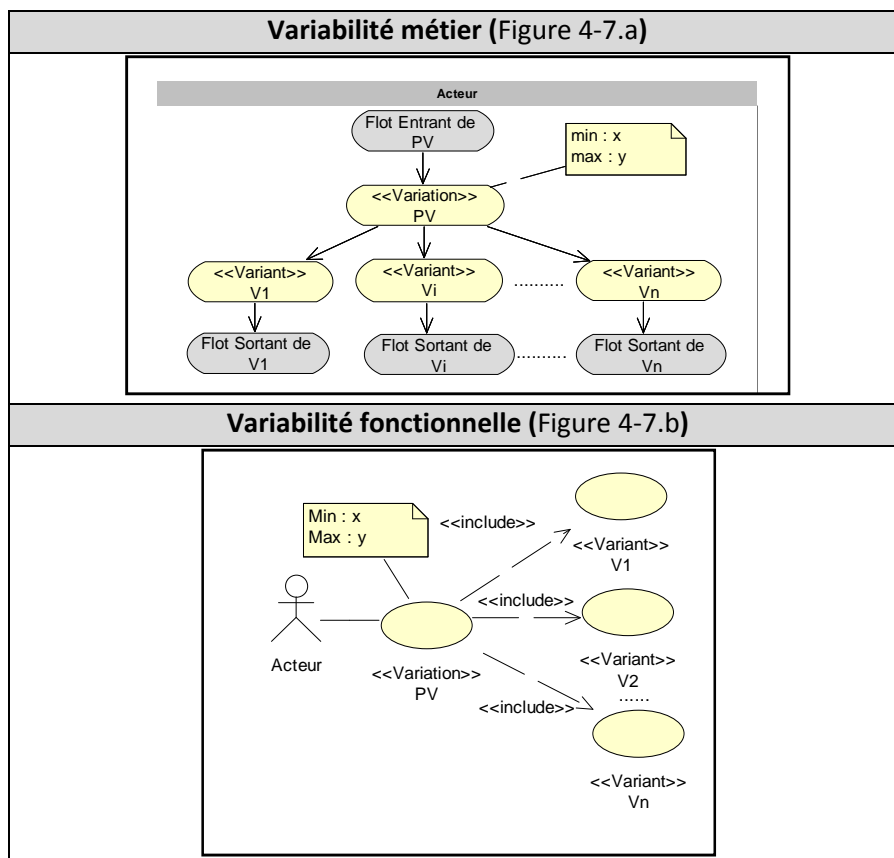 Variabilité métier (Figure 4-7.a)
Acteur
Flot Entrant de
PV
min : x
max : y
<<Variation>>
PV
<<Variant>>
V1
<<Variant>>
Vi
..........
<<Variant>>
Vn
Flot Sortant de
V1
Flot Sortant de
Vi
..........
Flot Sortant de
Vn
Variabilité fonctionnelle (Figure 4-7.b)
Min : x
Max : y
<<include>>
<<Variant>>
V1
Acteur
<<Variation>>
PV
<<include>>
<<Variant>>
V2
......
<<include>>
<<Variant>>
Vn